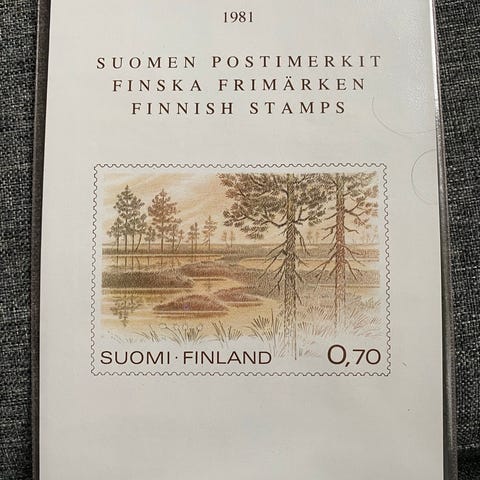 1981
SUOMEN POSTIMERKIT
FINSKA FRIMÄRKEN
FINNISH STAMPS
SUOMI·FINLAND 0,70